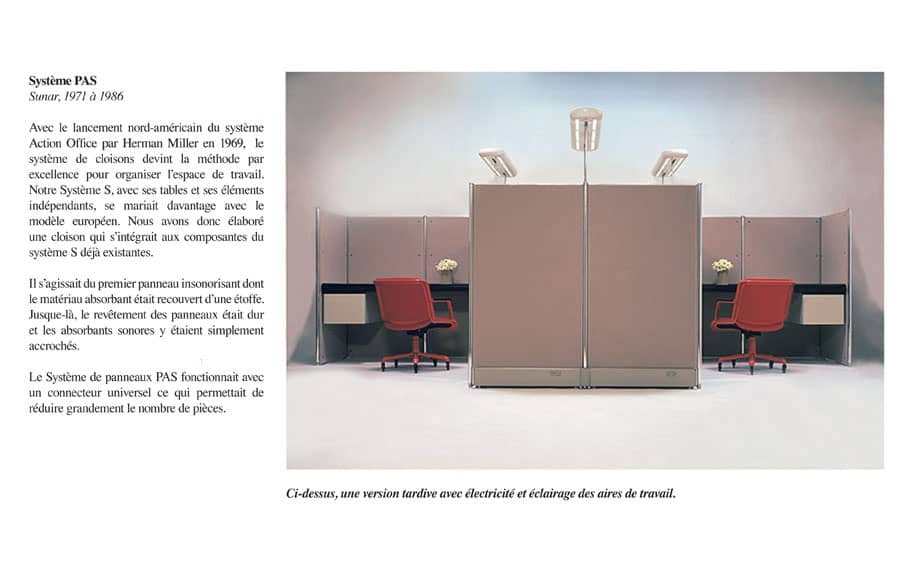 Système PAS
Sunar, 1971 à 1986
Avec le lancement nord-américain du système
Action Office par Herman Miller en 1969, le
système de cloisons devint la méthode par
excellence pour organiser l'espace de travail.
Notre Système S, avec ses tables et ses éléments
indépendants, se mariait davantage avec le
modèle européen. Nous avons donc élaboré
une cloison qui s'intégrait aux composantes du
système S déjà existantes.
Il s'agissait du premier panneau insonorisant dont
le matériau absorbant était recouvert d'une étoffe.
Jusque-là, le revêtement des panneaux était dur
et les absorbants sonores y étaient simplement
accrochés.
Le Système de panneaux PAS fonctionnait avec
un connecteur universel ce qui permettait de
réduire grandement le nombre de pièces.
Ci-dessus, une version tardive avec électricité et éclairage des aires de travail.